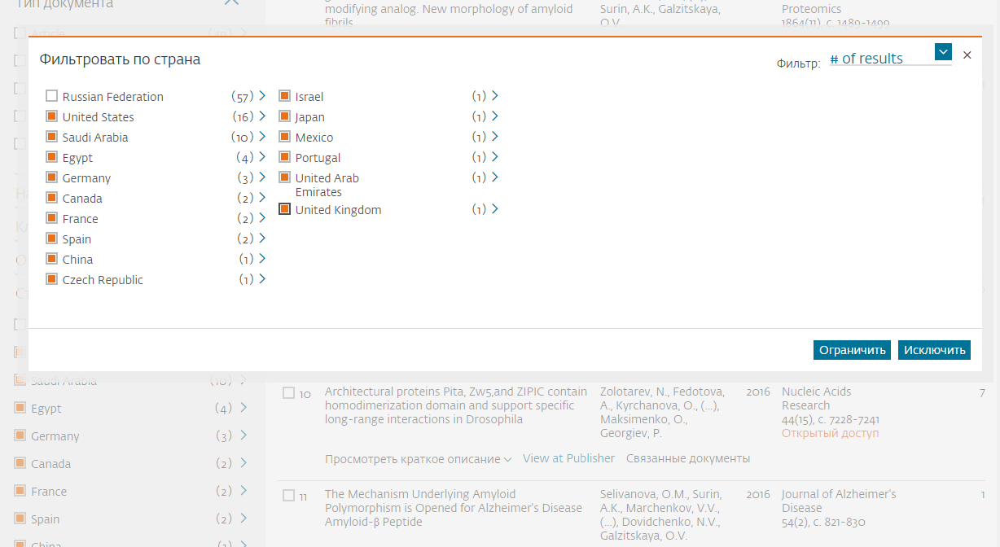 Тип документа
modifying analog. New morphology of amyloid
fibrils
Surin, A.K., Galzitskaya,
O.V.
Proteomics
1864(11), с. 1489-1499
Article (49)
Фильтровать по страна
Фильтр: # of results
Russian Federation (57)
United States (16)
Saudi Arabia (10)
Egypt (4)
Germany (3)
Canada (2)
France (2)
Spain (2)
China (1)
Czech Republic (1)
Israel (1)
Japan (1)
Mexico (1)
Portugal (1)
United Arab (1)
Emirates
United Kingdom (1)
Ограничить Исключить
Saudi Arabia (10)
Egypt (4)
Germany (3)
Canada (2)
France (2)
Spain (2)
China (1)
10
Architectural proteins Pita, Zw5,and ZIPIC contain
homodimerization domain and support specific
long-range interactions in Drosophila
Zolotarev, N., Fedotova,
A., Kyrchanova, O., (...),
Maksimenko, O.,
Georgiev, P.
2016
Nucleic Acids
Research
44(15), с. 7228-7241
Открытый доступ
7
Просмотреть краткое описание View at Publisher Связанные документы
11
The Mechanism Underlying Amyloid
Polymorphism is Opened for Alzheimer's Disease
Amyloid-β Peptide
Selivanova, O.M., Surin,
A.K., Marchenkov, V.V.,
(...), Dovidchenko, N.V.,
Galzitskaya, O.V.
2016
Journal of Alzheimer's
Disease
54(2), с. 821-830
1